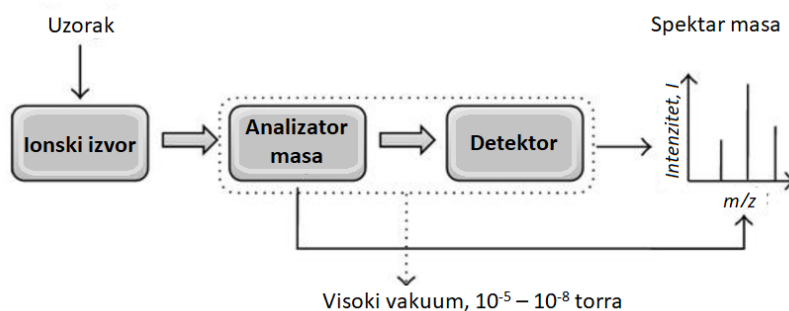 Uzorak
Spektar masa
Ionski izvor
Analizator
masa
Detektor
Intenzitet, I
m/z
Visoki vakuum, 10⁻⁵ – 10⁻⁸ torra